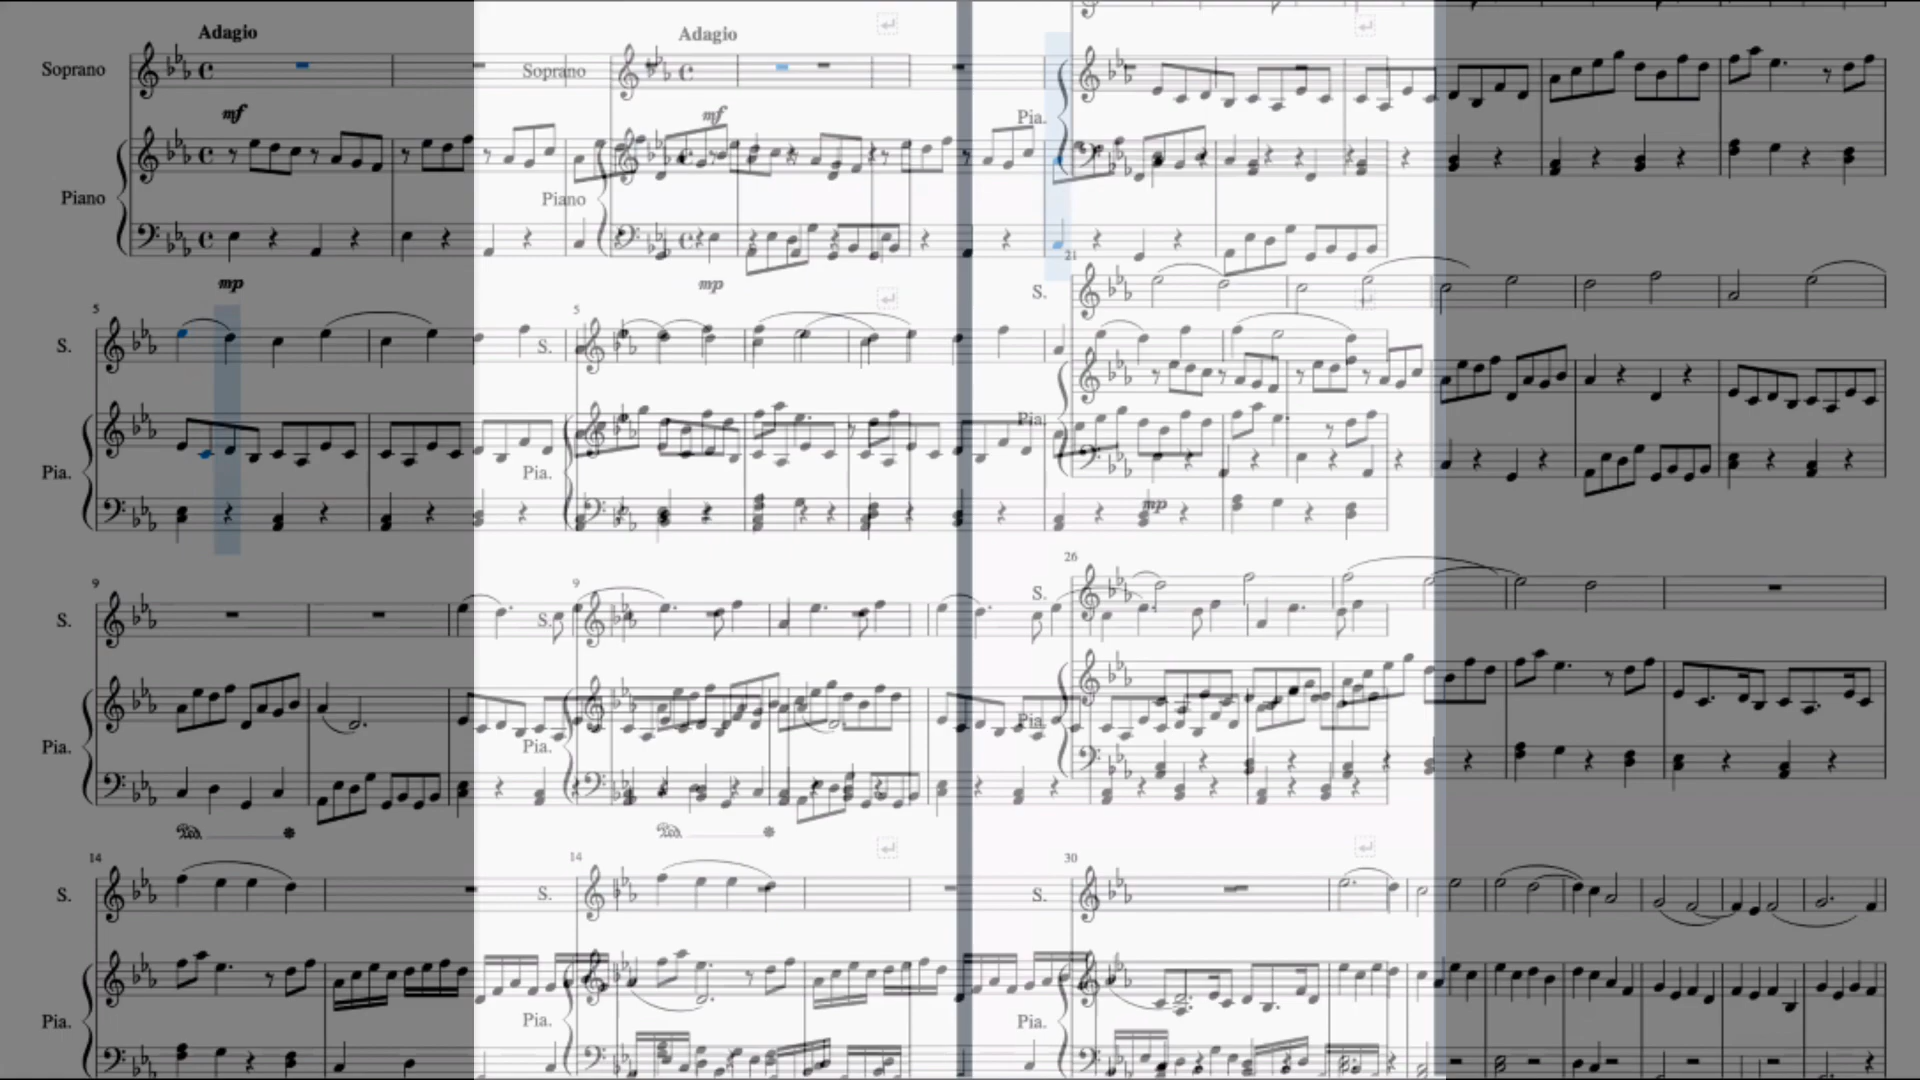 Adagio
Adagio
Soprano
Soprano
mf
mf
Pia.
Piano
Piano
mp
mp
21
S.
5
5
S.
S.
Pia.
Pia.
Pia.
mp
26
9
9
S.
S.
S.
Pia.
Pia.
Pia.
14
14
30
S.
S.
S.
Pia.
Pia.
Pia.